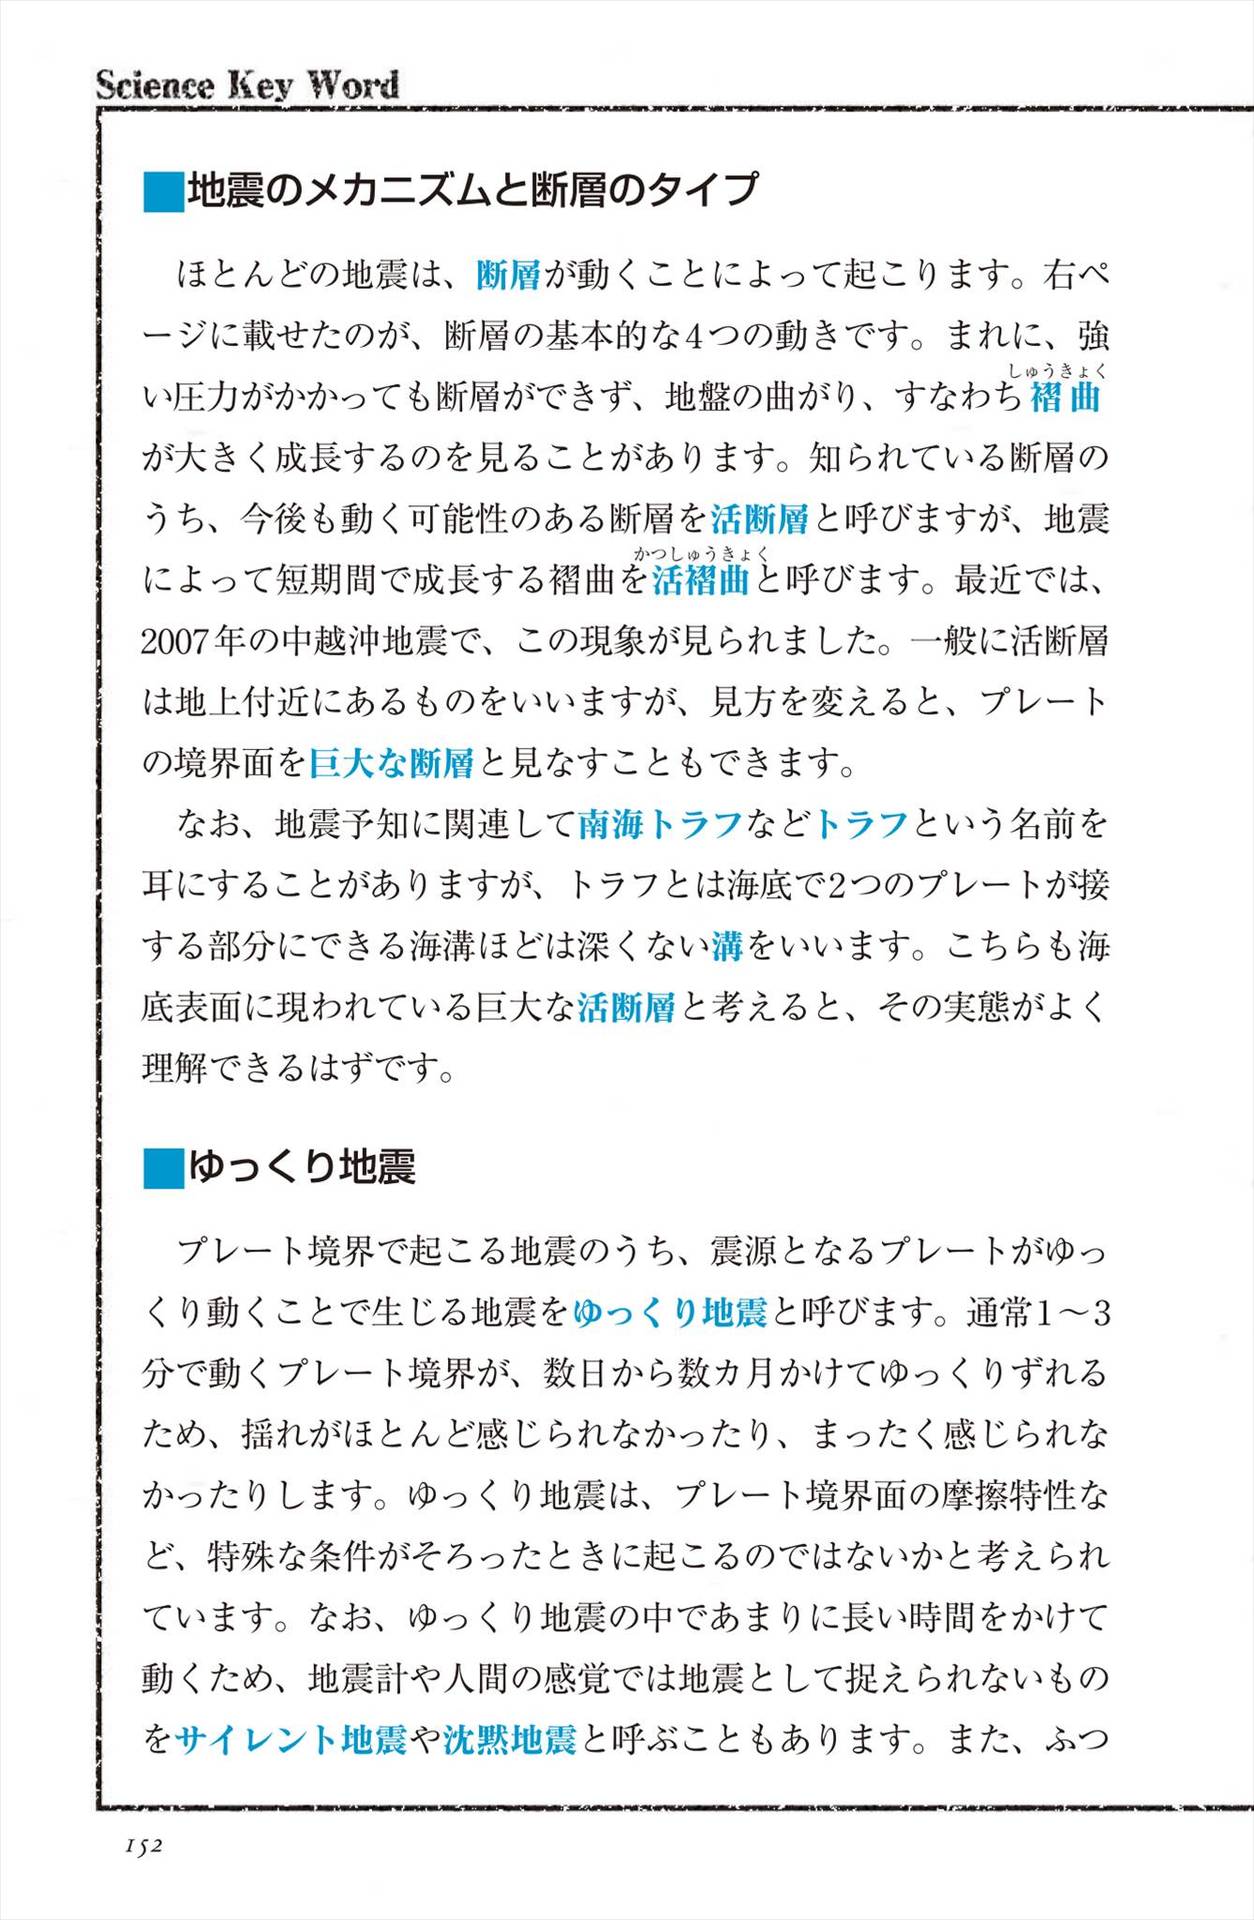 Science Key Word
■地震のメカニズムと断層のタイプ
ほとんどの地震は、断層が動くことによって起こります。右ペ
ージに載せたのが、断層の基本的な4つの動きです。まれに、強
しゅうきょく
い圧力がかかっても断層ができず、地盤の曲がり、すなわち褶曲
が大きく成長するのを見ることがあります。知られている断層の
うち、今後も動く可能性のある断層を活断層と呼びますが、地震
かつしゅうきょく
によって短期間で成長する褶曲を活褶曲と呼びます。最近では、
2007年の中越沖地震で、この現象が見られました。一般に活断層
は地上付近にあるものをいいますが、見方を変えると、プレート
の境界面を巨大な断層と見なすこともできます。
なお、地震予知に関連して南海トラフなどトラフという名前を
耳にすることがありますが、トラフとは海底で2つのプレートが接
する部分にできる海溝ほどは深くない溝をいいます。こちらも海
底表面に現われている巨大な活断層と考えると、その実態がよく
理解できるはずです。
■ゆっくり地震
プレート境界で起こる地震のうち、震源となるプレートがゆっ
くり動くことで生じる地震をゆっくり地震と呼びます。通常1～3
分で動くプレート境界が、数日から数カ月かけてゆっくりずれる
ため、揺れがほとんど感じられなかったり、まったく感じられな
かったりします。ゆっくり地震は、プレート境界面の摩擦特性な
ど、特殊な条件がそろったときに起こるのではないかと考えられ
ています。なお、ゆっくり地震の中であまりに長い時間をかけて
動くため、地震計や人間の感覚では地震として捉えられないもの
をサイレント地震や沈黙地震と呼ぶこともあります。また、ふつ
152